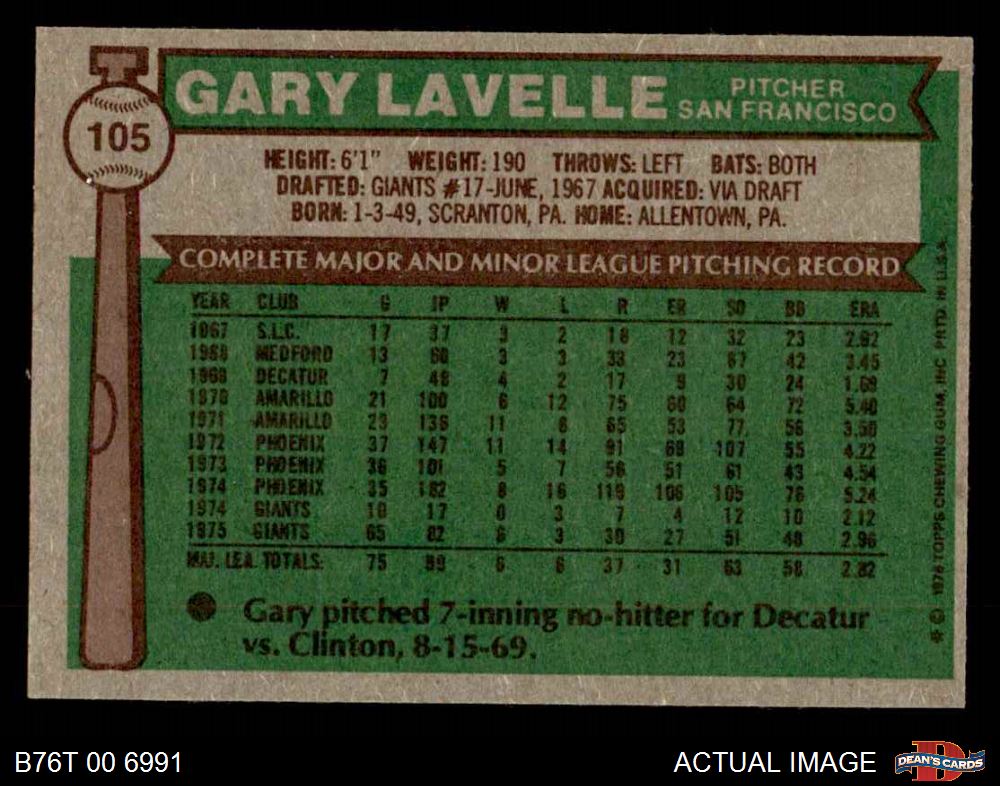 GARY LAVELLE
PITCHER
SAN FRANCISCO
105
HEIGHT: 6'1" WEIGHT: 190 THROWS: LEFT BATS: BOTH
DRAFTED: GIANTS #17-JUNE, 1967 ACQUIRED: VIA DRAFT
BORN: 1-3-49, SCRANTON, PA. HOME: ALLENTOWN, PA.
COMPLETE MAJOR AND MINOR LEAGUE PITCHING RECORD
YEAR CLUB G IP W L R ER SO BB ERA
1967 S.L.C. 17 37 3 2 18 12 32 23 2.92
1968 MEDFORD 13 60 3 3 33 23 67 42 3.45
1969 DECATUR 7 48 4 2 17 9 30 24 1.69
1970 AMARILLO 21 100 6 12 75 60 64 72 5.40
1971 AMARILLO 23 136 11 6 65 53 77 56 3.50
1972 PHOENIX 37 147 11 14 91 69 107 55 4.22
1973 PHOENIX 36 101 5 7 56 51 61 43 4.54
1974 PHOENIX 35 182 8 16 119 106 105 76 5.24
1974 GIANTS 10 17 0 3 7 4 12 10 2.12
1975 GIANTS 65 82 6 3 30 27 51 48 2.96
MAJ. LEA. TOTALS: 75 99 6 6 37 31 63 58 2.82
Gary pitched 7-inning no-hitter for Decatur
vs. Clinton, 8-15-69.
* © 1976 TOPPS CHEWING GUM, INC. PRTD. IN U.S.A.
B76T 00 6991
ACTUAL IMAGE
DEAN'S CARDS